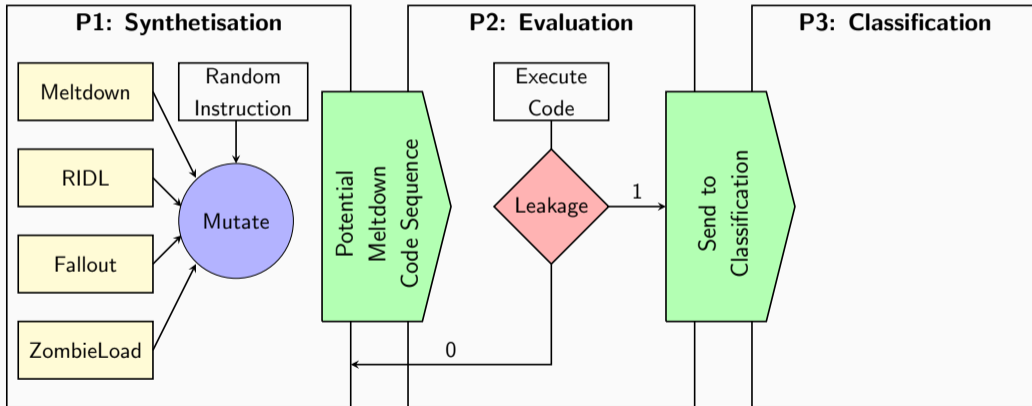 P1: Synthetisation
Meltdown
RIDL
Fallout
ZombieLoad
Random
Instruction
Mutate
Potential
Meltdown
Code Sequence
P2: Evaluation
Execute
Code
Leakage
1
0
Send to
Classification
P3: Classification